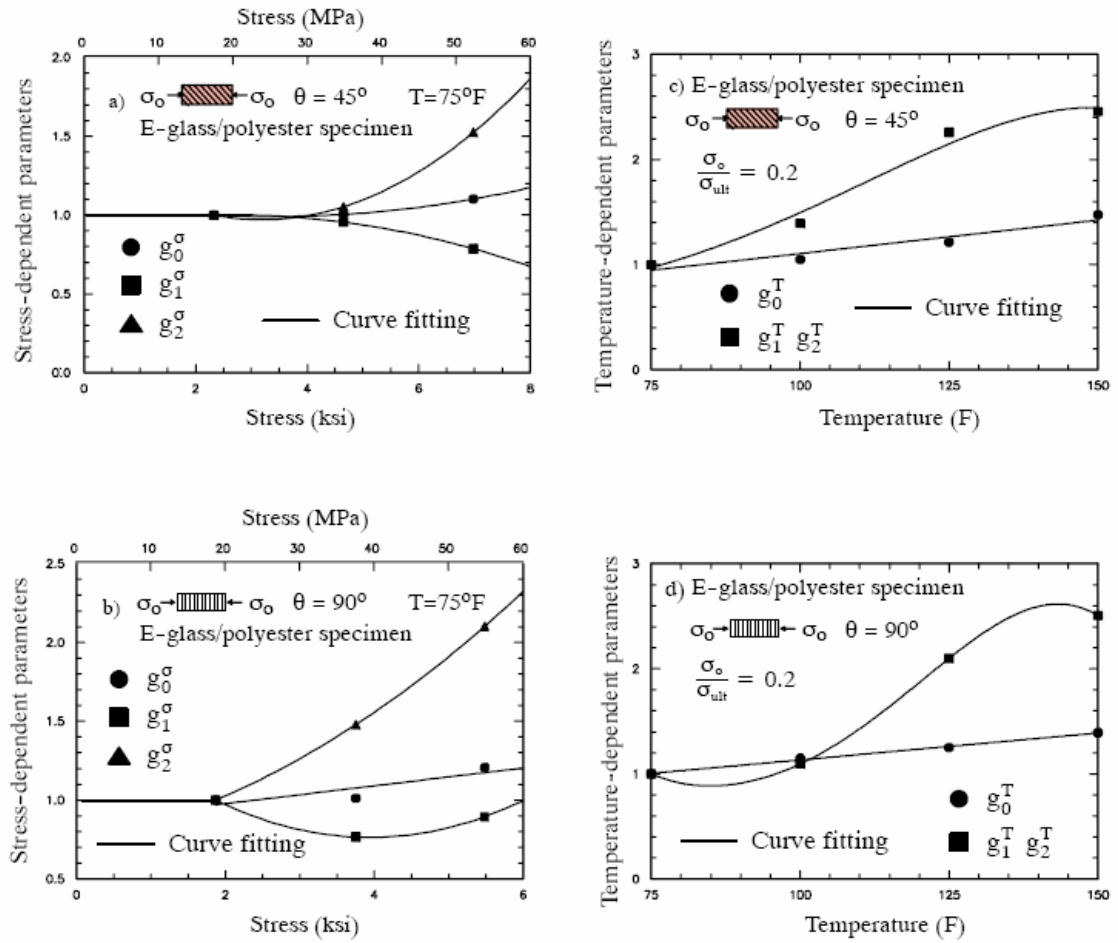 Stress (MPa)
0 10 20 30 40 50 60
Stress-dependent parameters
2.0
1.5
1.0
0.5
0.0
a) σo σo θ = 45o T=75oF
E-glass/polyester specimen
g0σ
g1σ
g2σ
Curve fitting
0 2 4 6 8
Stress (ksi)
Temperature-dependent parameters
3
2
1
0
c) E-glass/polyester specimen
σo σo θ = 45o
σo/σult = 0.2
g0T
g1T g2T
Curve fitting
75 100 125 150
Temperature (F)
Stress (MPa)
0 10 20 30 40 50 60
Stress-dependent parameters
2.5
2.0
1.5
1.0
0.5
b) σo σo θ = 90o T=75oF
E-glass/polyester specimen
g0σ
g1σ
g2σ
Curve fitting
0 2 4 6
Stress (ksi)
Temperature-dependent parameters
3
2
1
0
d) E-glass/polyester specimen
σo σo θ = 90o
σo/σult = 0.2
g0T
g1T g2T
Curve fitting
75 100 125 150
Temperature (F)